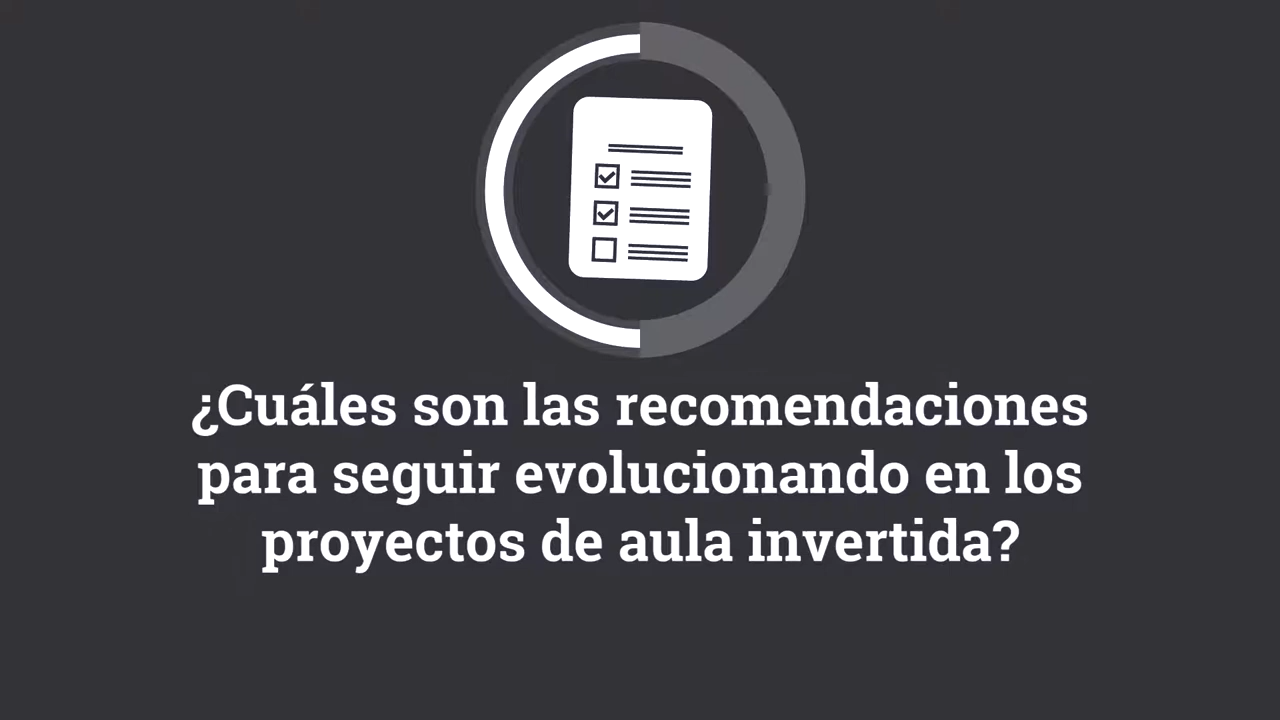 ¿Cuáles son las recomendaciones
para seguir evolucionando en los
proyectos de aula invertida?